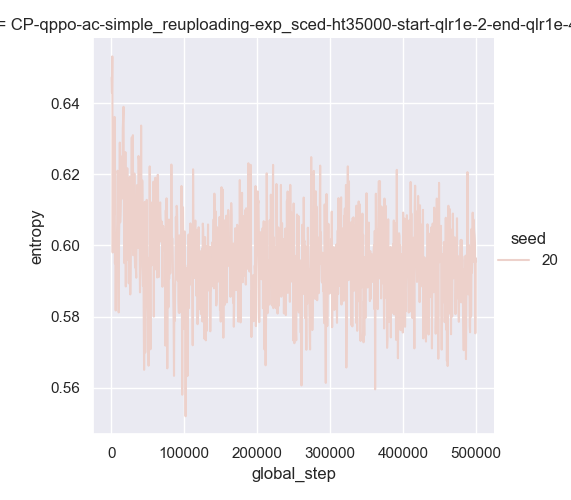 = CP-qppo-ac-simple_reuploading-exp_sced-ht35000-start-qlr1e-2-end-qlr1e-4
0.64
0.62
0.60
0.58
0.56
entropy
0 100000 200000 300000 400000 500000
global_step
seed
20